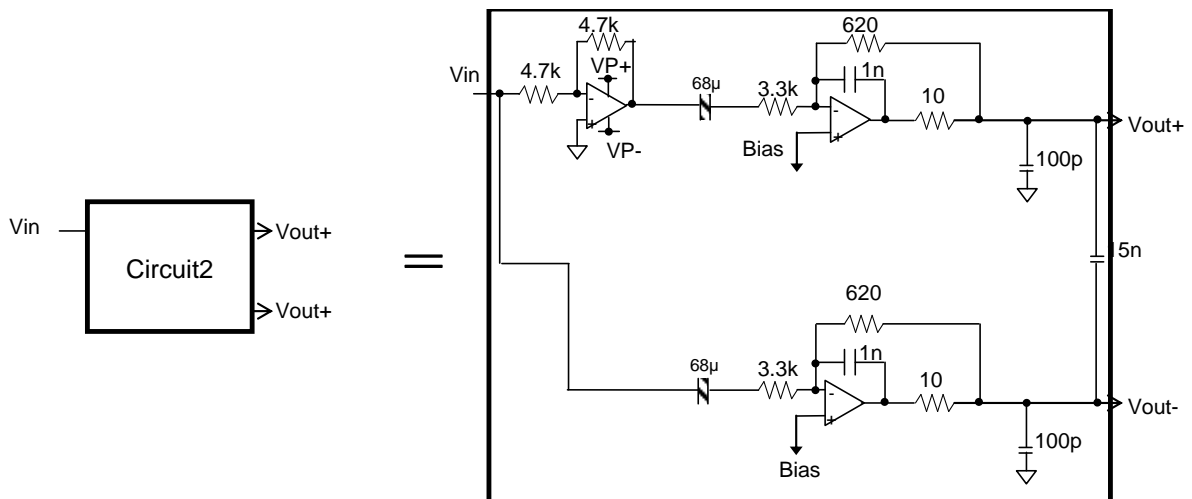 4.7k
620
Vin
4.7k
VP+
68µ
3.3k
1n
10
-
+
-
+
VP-
Bias
Vout+
100p
Vin
Vout+
Circuit2
=
15n
Vout+
620
68µ
3.3k
1n
10
-
+
Vout-
100p
Bias